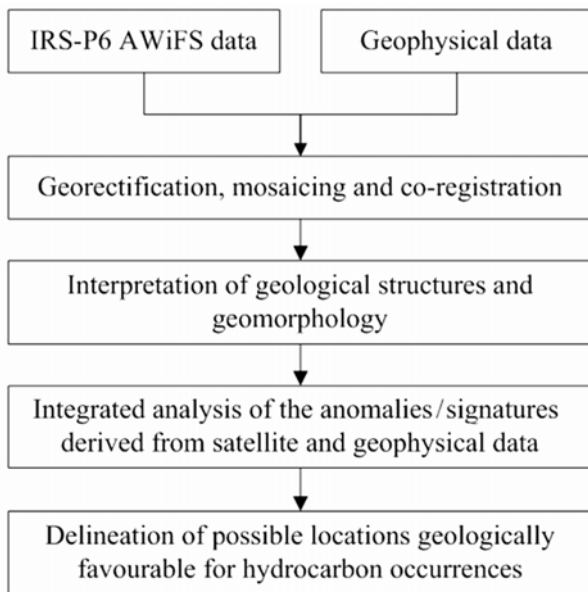 IRS-P6 AWiFS data
Geophysical data
Georectification, mosaicing and co-registration
Interpretation of geological structures and
geomorphology
Integrated analysis of the anomalies/signatures
derived from satellite and geophysical data
Delineation of possible locations geologically
favourable for hydrocarbon occurrences